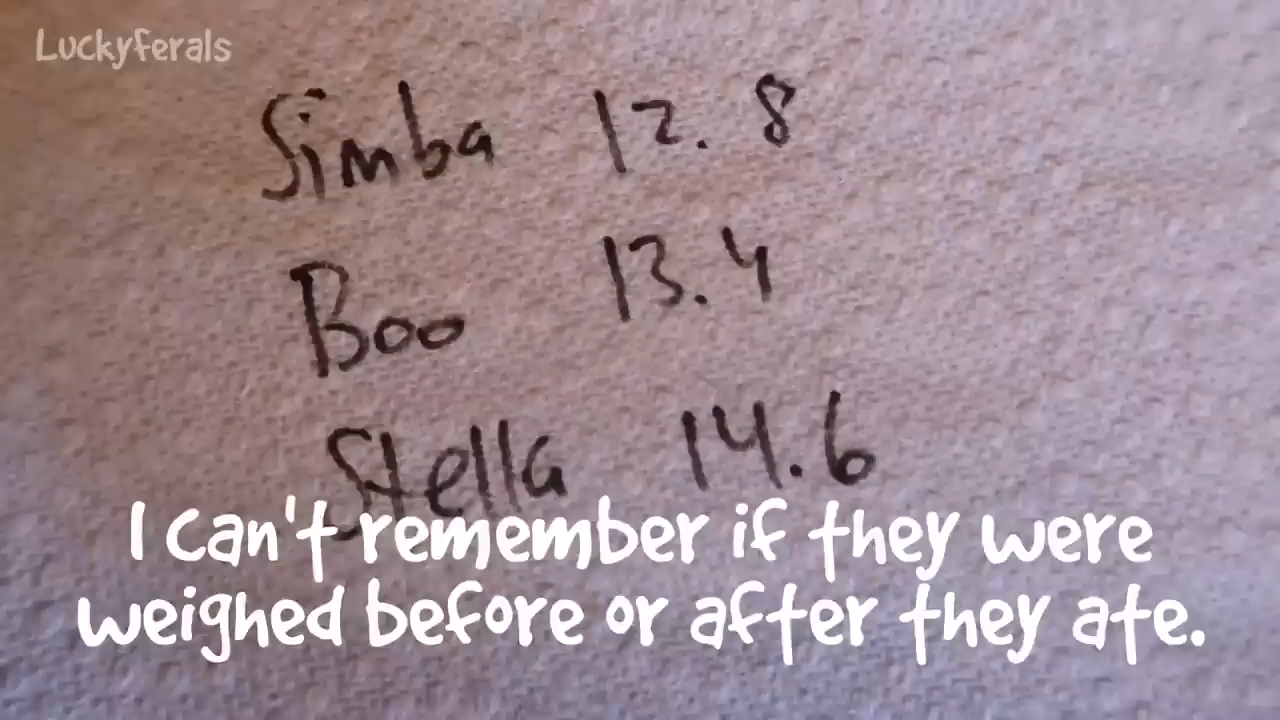 Luckyferals
Simba 12.8
Boo 13.4
Stella 14.6
I can't remember if they were
weighed before or after they ate.